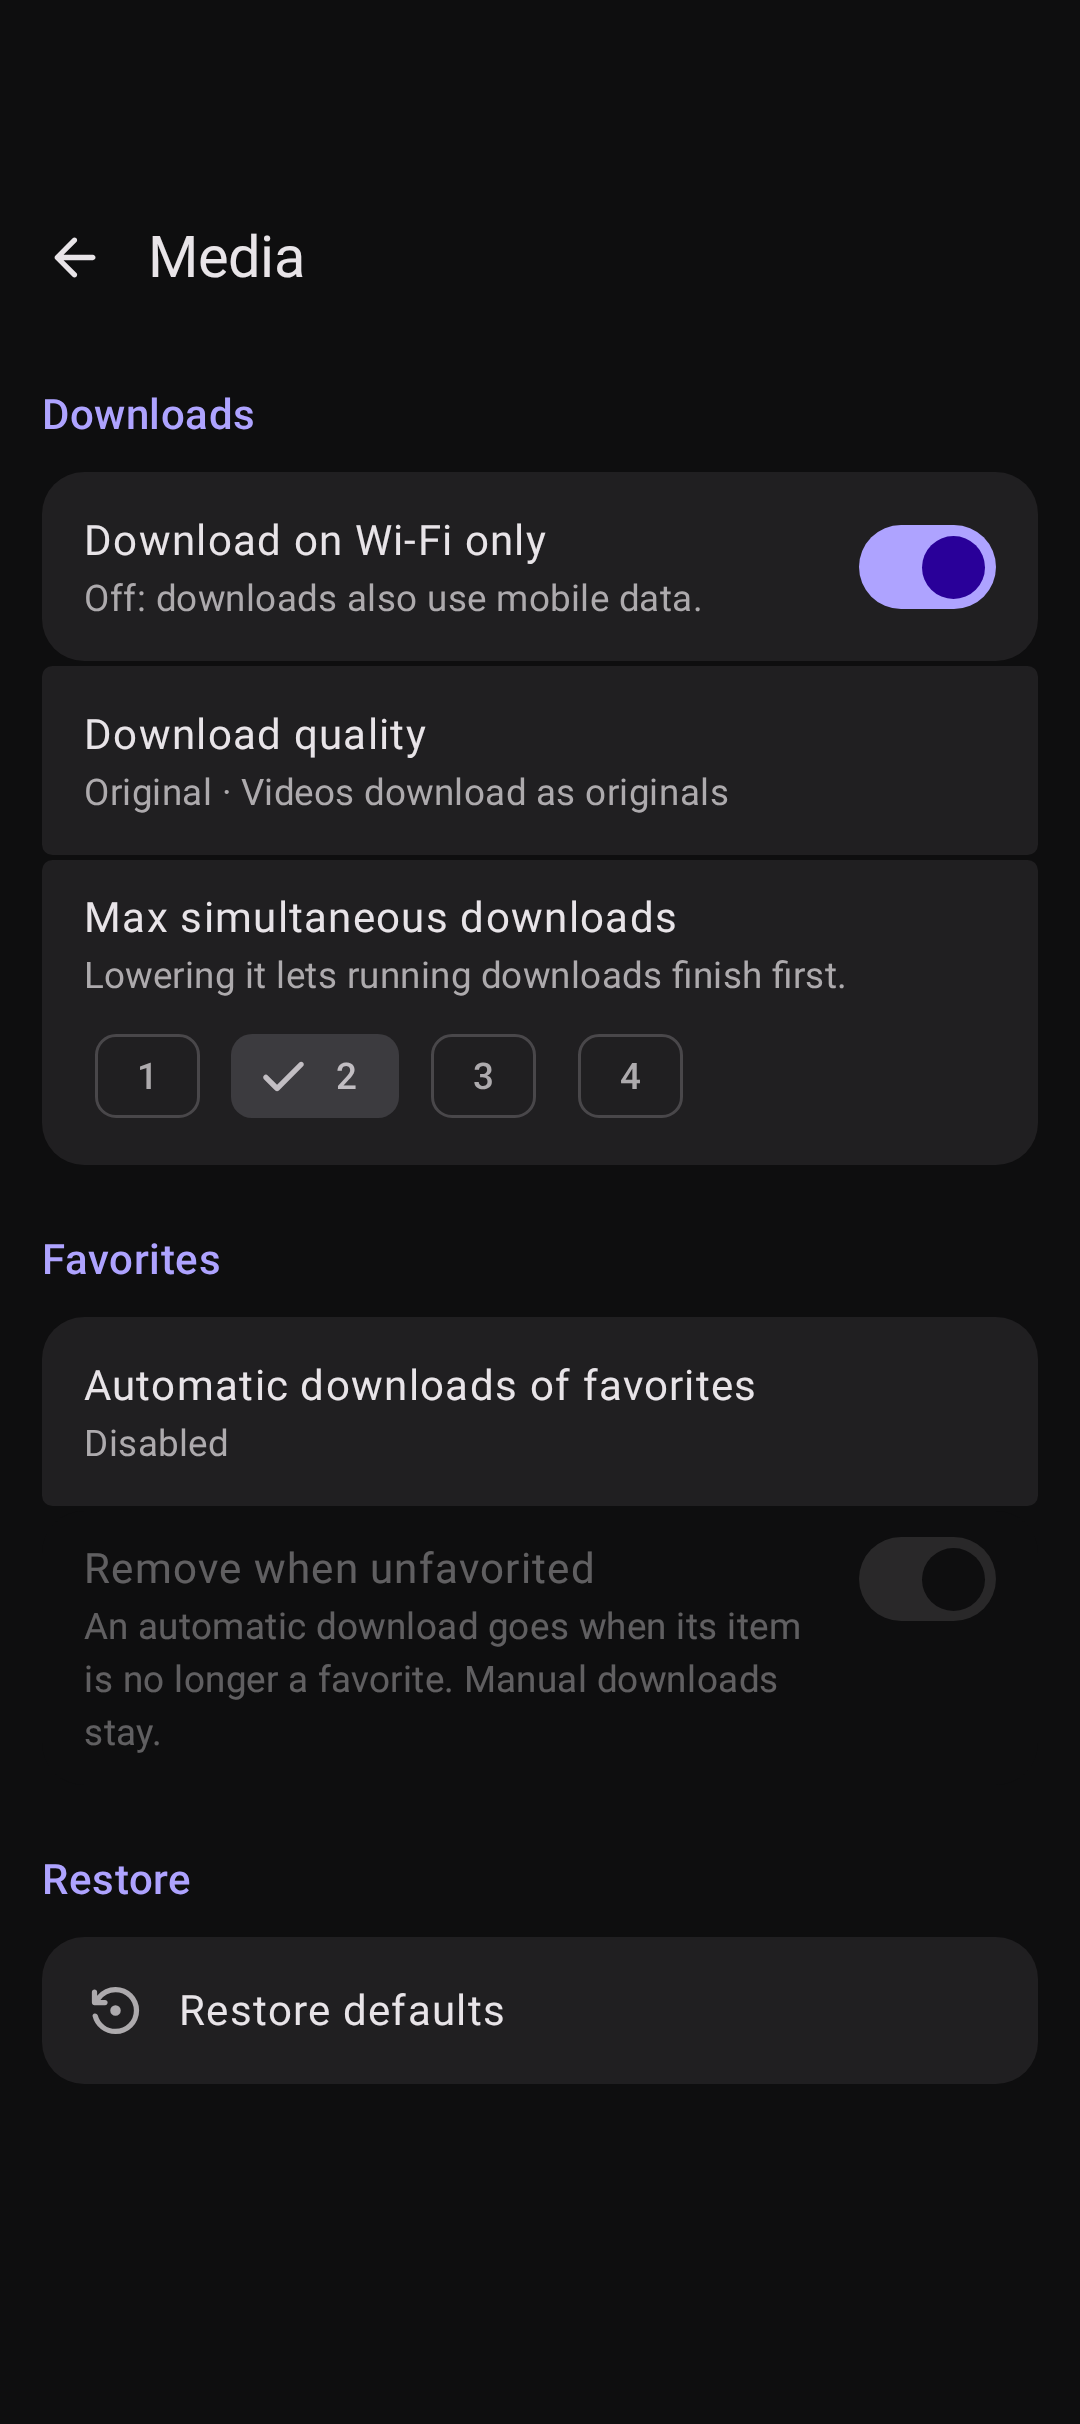 Media
Downloads
Download on Wi-Fi only
Off: downloads also use mobile data.
Download quality
Original · Videos download as originals
Max simultaneous downloads
Lowering it lets running downloads finish first.
1 2 3 4
Favorites
Automatic downloads of favorites
Disabled
Remove when unfavorited
An automatic download goes when its item
is no longer a favorite. Manual downloads
stay.
Restore
Restore defaults